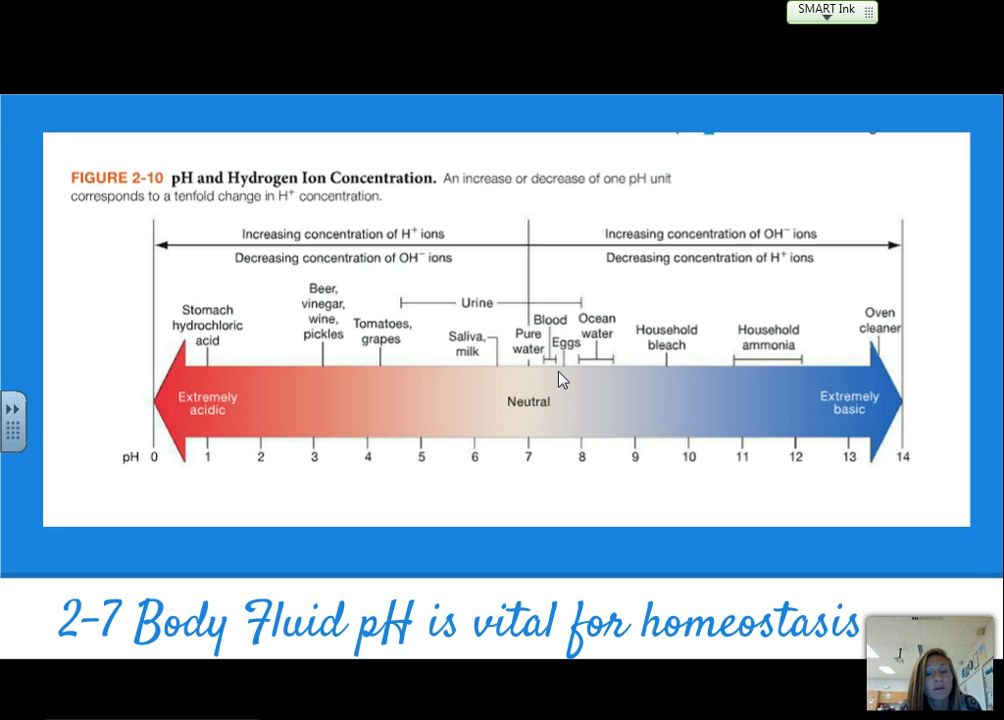 SMART Ink
FIGURE 2-10 pH and Hydrogen Ion Concentration. An increase or decrease of one pH unit
corresponds to a tenfold change in H⁺ concentration.
Increasing concentration of H⁺ ions
Increasing concentration of OH⁻ ions
Decreasing concentration of OH⁻ ions
Decreasing concentration of H⁺ ions
Stomach
hydrochloric
acid
Beer,
vinegar,
wine,
pickles
Tomatoes,
grapes
Urine
Saliva,
milk
Pure
water
Blood
Eggs
Ocean
water
Household
bleach
Household
ammonia
Oven
cleaner
Extremely
acidic
Neutral
Extremely
basic
pH 0 1 2 3 4 5 6 7 8 9 10 11 12 13 14
2-7 Body Fluid pH is vital for homeostasis